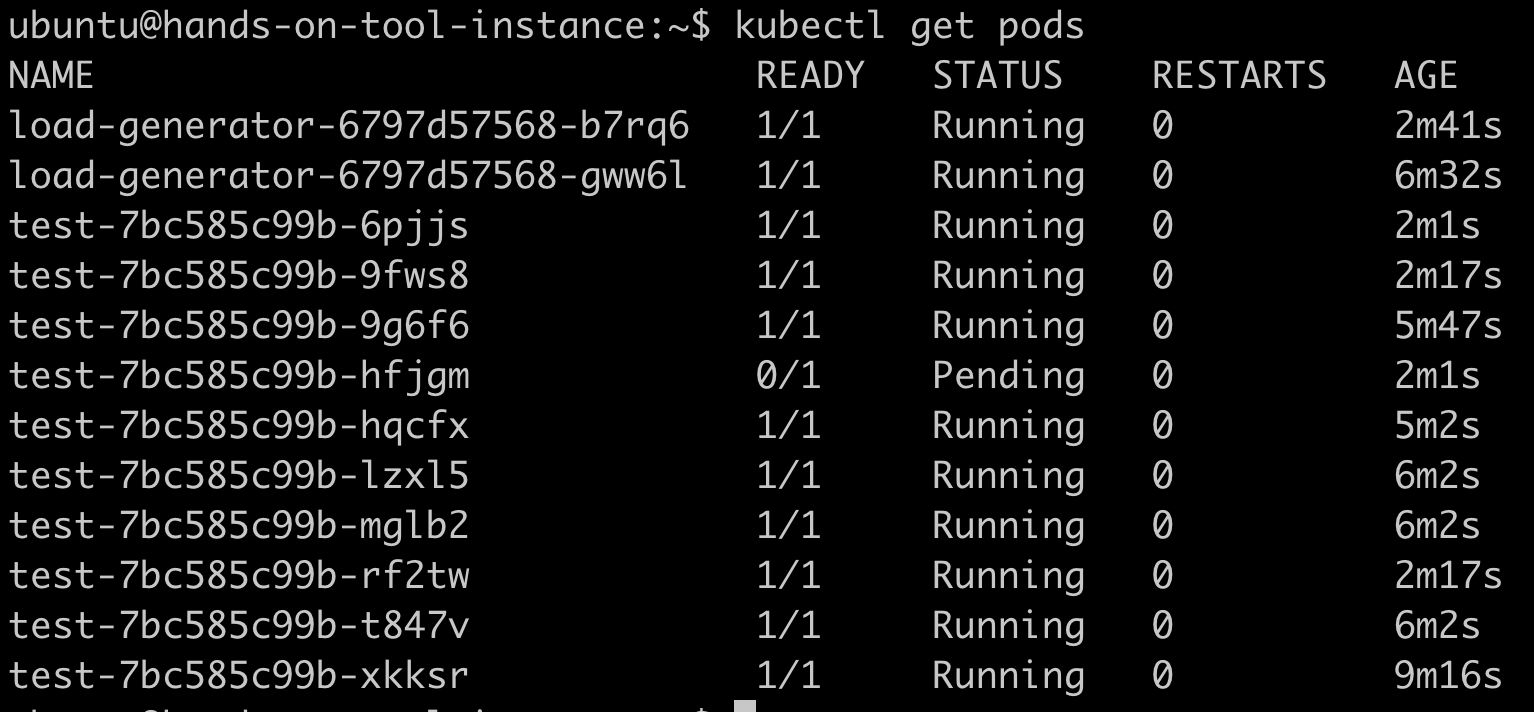 ubuntu@hands-on-tool-instance:~$ kubectl get pods
NAME READY STATUS RESTARTS AGE
load-generator-6797d57568-b7rq6 1/1 Running 0 2m41s
load-generator-6797d57568-gww6l 1/1 Running 0 6m32s
test-7bc585c99b-6pjjs 1/1 Running 0 2m1s
test-7bc585c99b-9fws8 1/1 Running 0 2m17s
test-7bc585c99b-9g6f6 1/1 Running 0 5m47s
test-7bc585c99b-hfjgm 0/1 Pending 0 2m1s
test-7bc585c99b-hqcfx 1/1 Running 0 5m2s
test-7bc585c99b-lzxl5 1/1 Running 0 6m2s
test-7bc585c99b-mglb2 1/1 Running 0 6m2s
test-7bc585c99b-rf2tw 1/1 Running 0 2m17s
test-7bc585c99b-t847v 1/1 Running 0 6m2s
test-7bc585c99b-xkksr 1/1 Running 0 9m16s